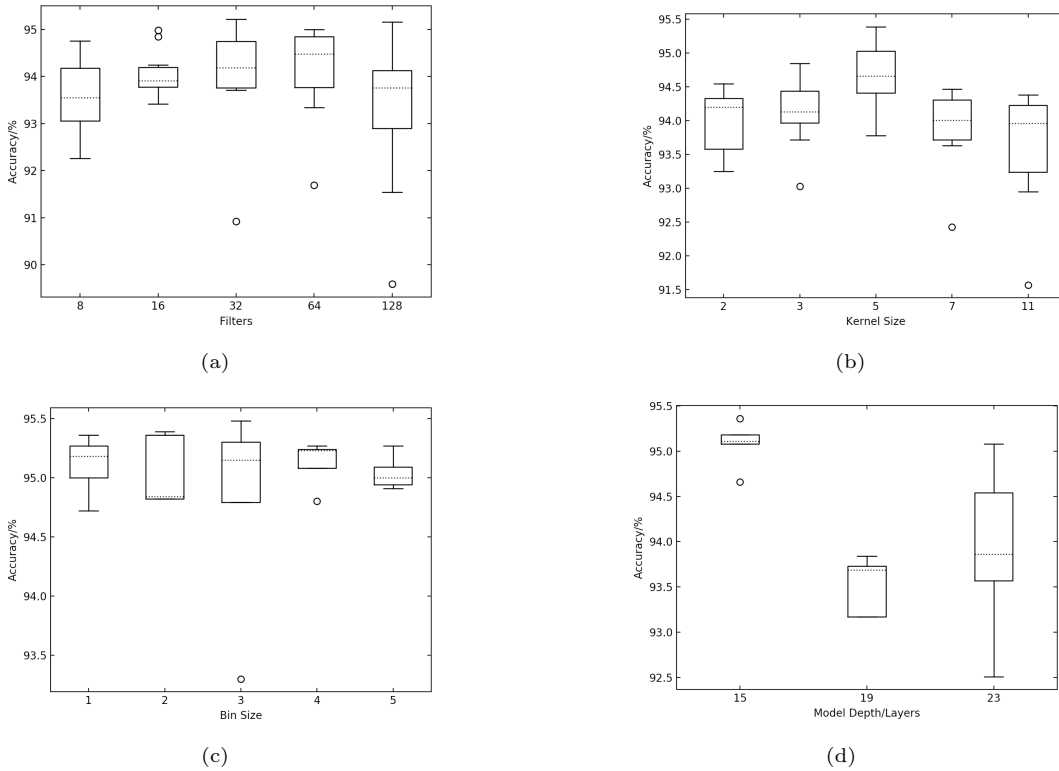 95
94
93
92
91
90
Accuracy/%
8 16 32 64 128
Filters
(a)
95.5
95.0
94.5
94.0
93.5
93.0
92.5
92.0
91.5
Accuracy/%
2 3 5 7 11
Kernel Size
(b)
95.5
95.0
94.5
94.0
93.5
Accuracy/%
1 2 3 4 5
Bin Size
(c)
95.5
95.0
94.5
94.0
93.5
93.0
92.5
Accuracy/%
15 19 23
Model Depth/Layers
(d)